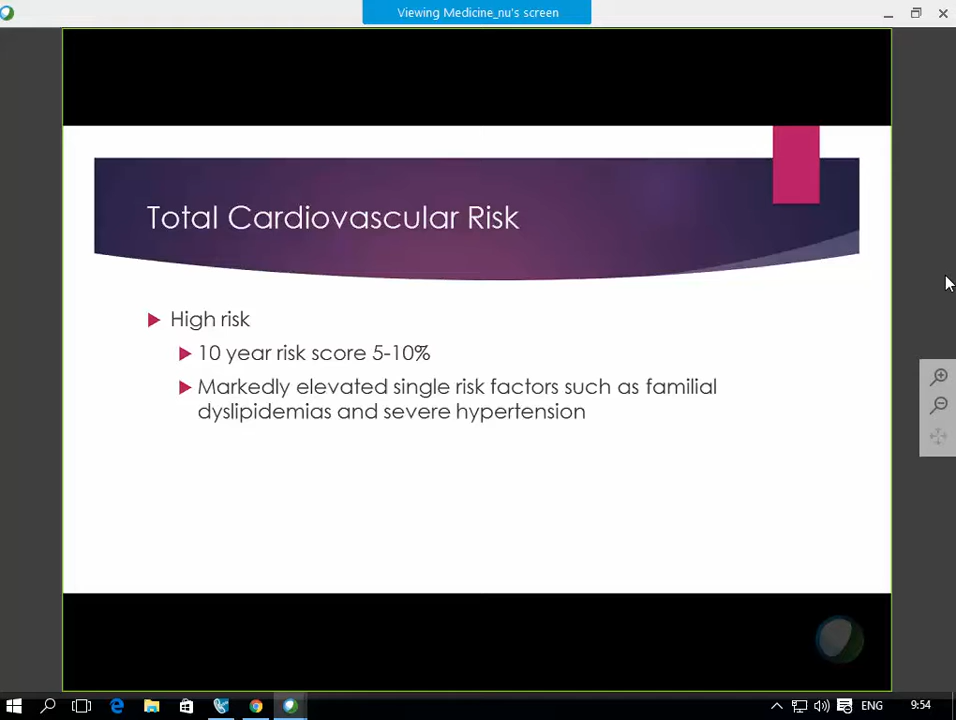 Viewing Medicine_nu's screen
Total Cardiovascular Risk
High risk
10 year risk score 5-10%
Markedly elevated single risk factors such as familial
dyslipidemias and severe hypertension
ENG
9:54